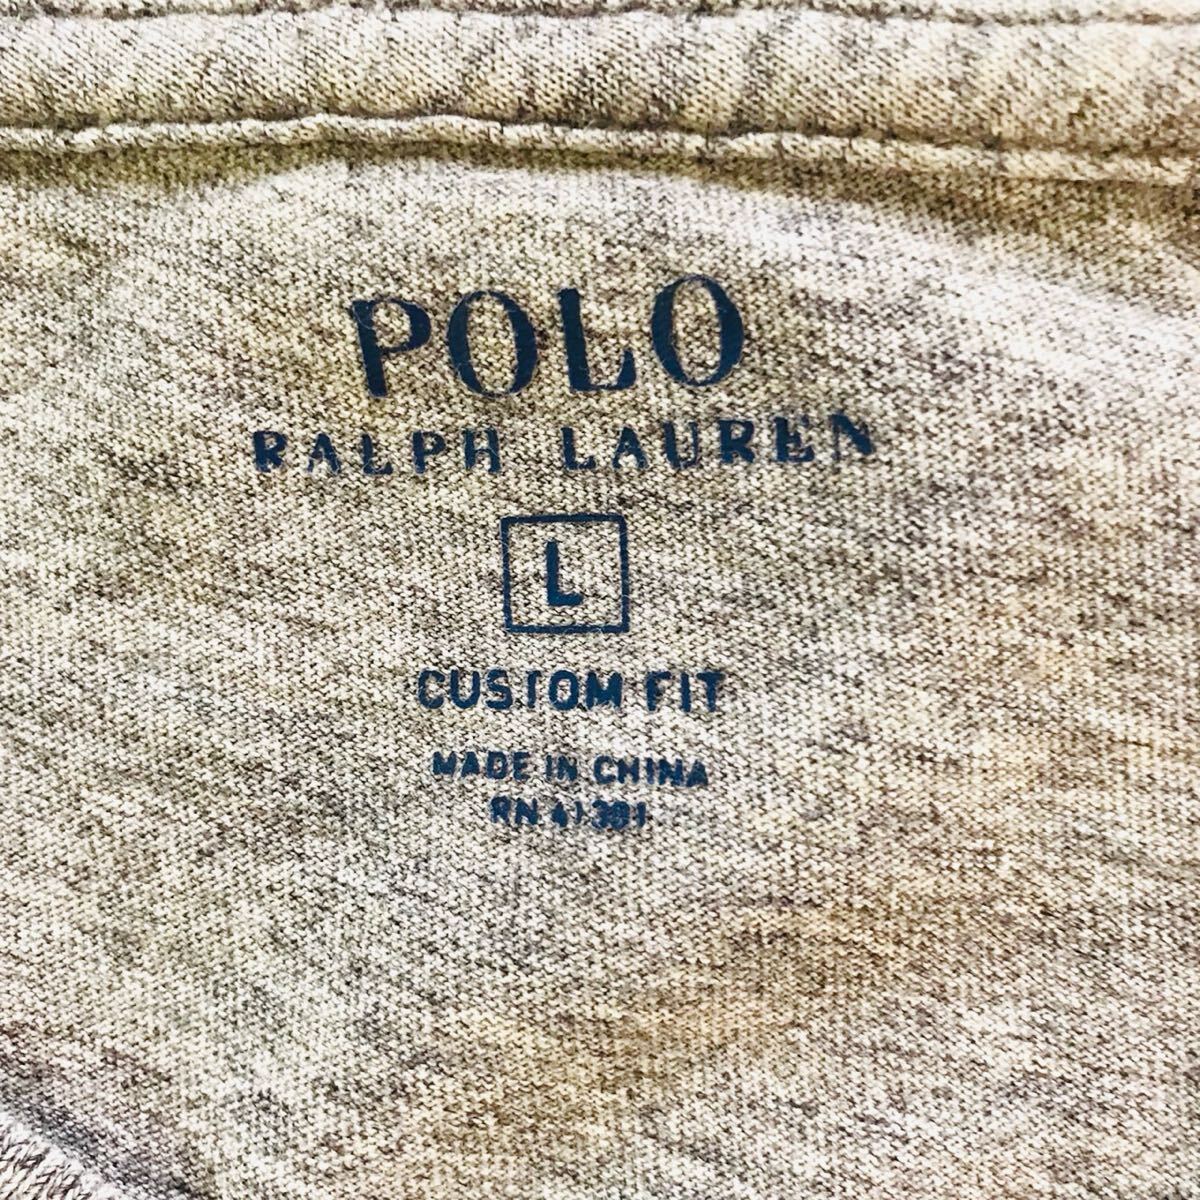 POLO
RALPH LAUREN
L
CUSTOM FIT
MADE IN CHINA
RN 41381